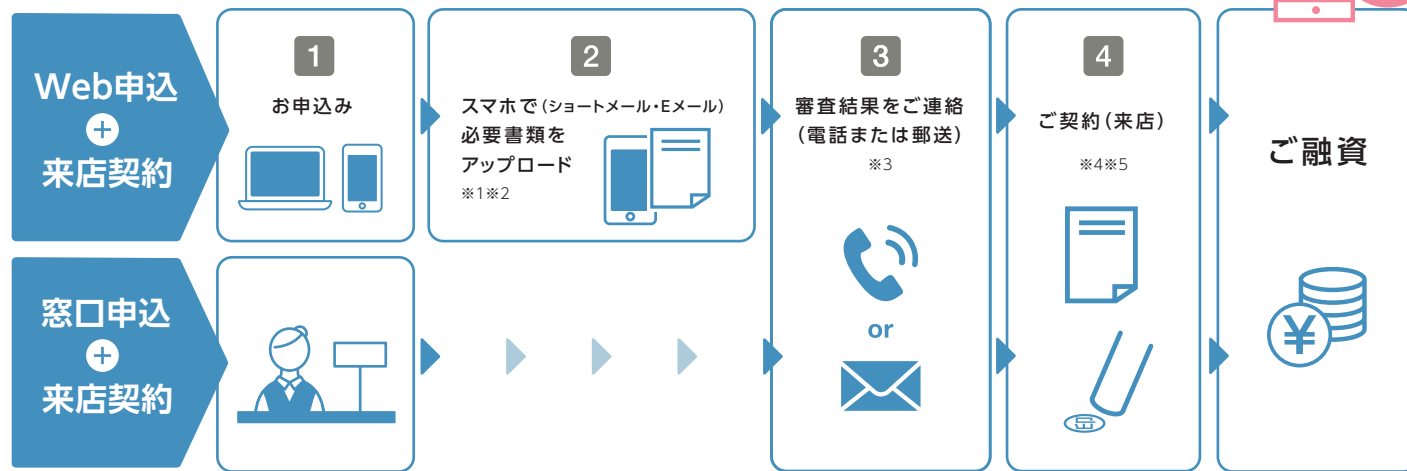 Web申込
+
来店契約
1
お申込み
2
スマホで(ショートメール・Eメール)
必要書類を
アップロード
※1※2
3
審査結果をご連絡
(電話または郵送)
※3
or
4
ご契約(来店)
※4※5
ご融資
¥
窓口申込
+
来店契約